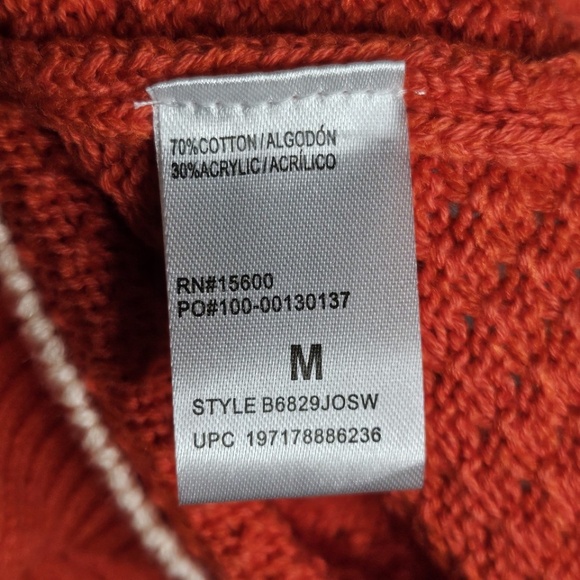 70%COTTON/ALGODÓN
30%ACRYLIC/ACRÍLICO
RN#15600
PO#100-00130137
M
STYLE B6829JOSW
UPC 197178886236